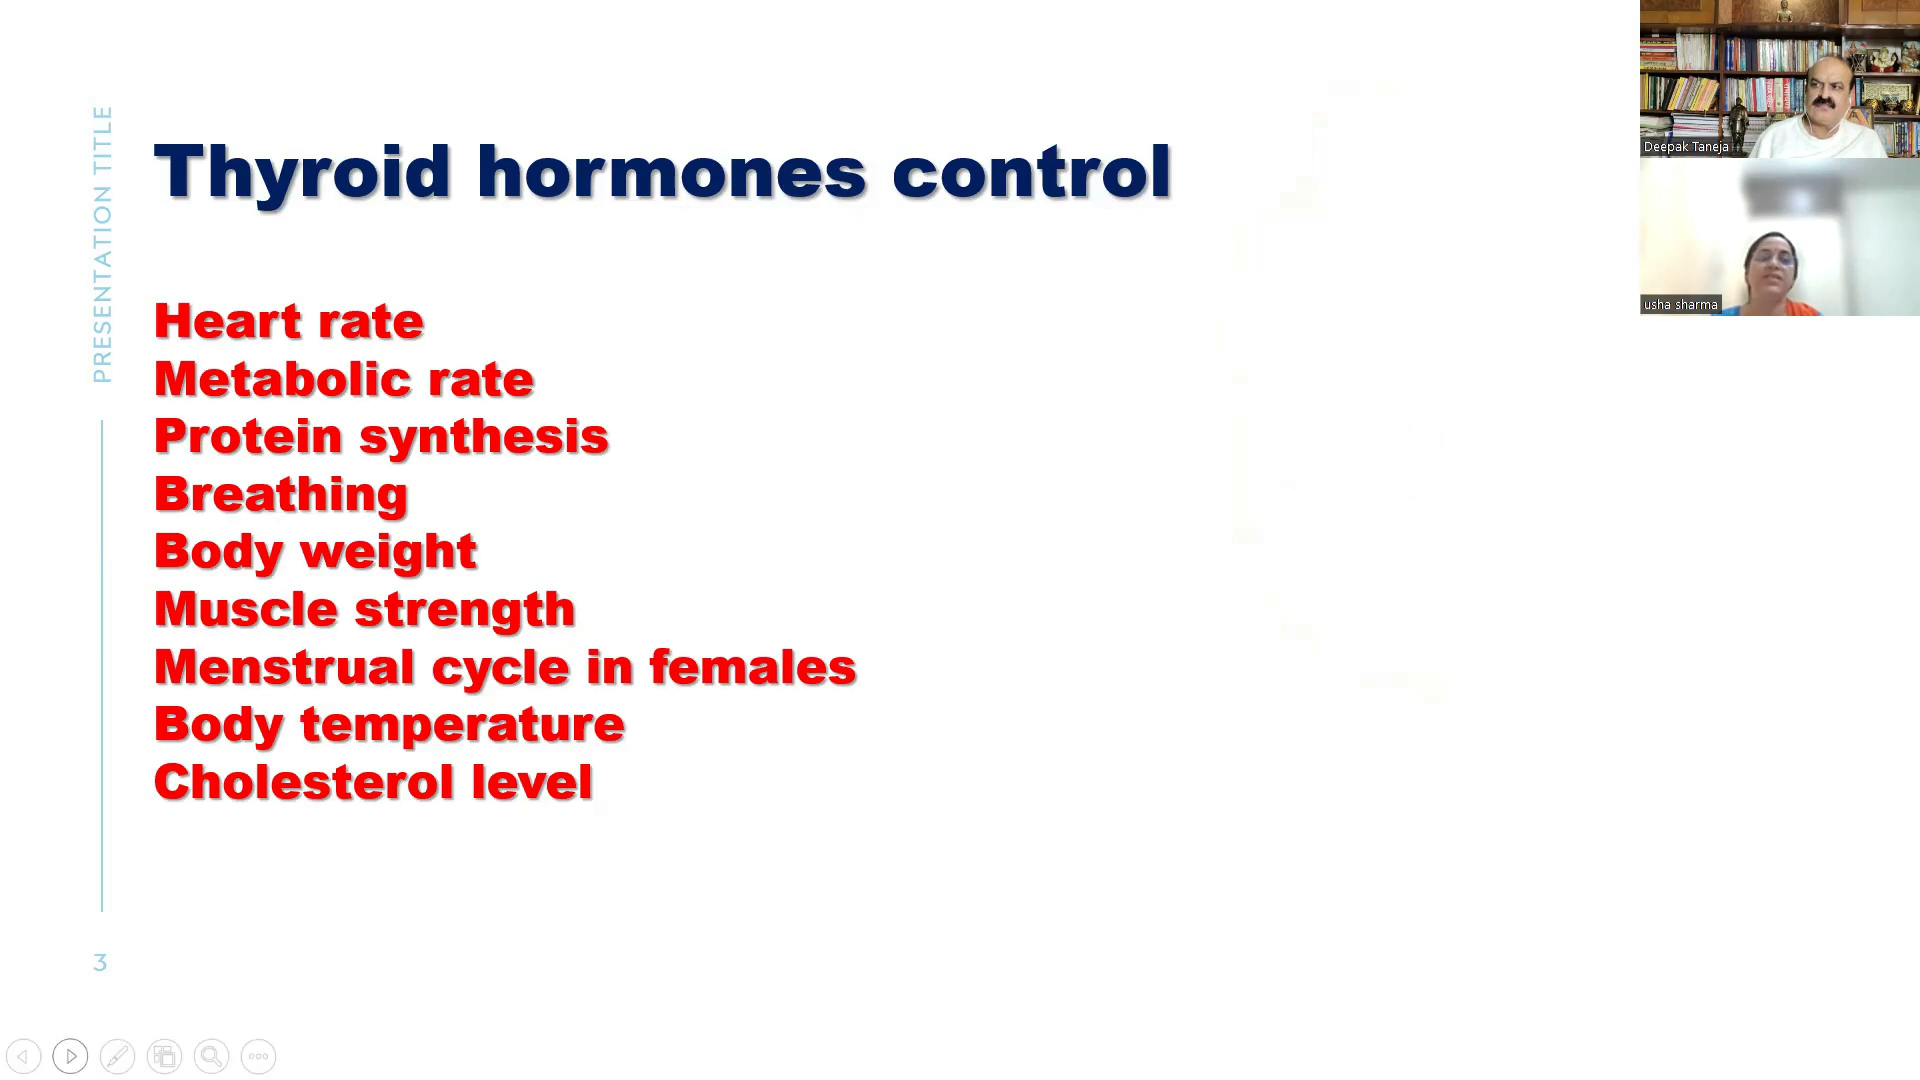 PRESENTATION TITLE
Thyroid hormones control
Heart rate
Metabolic rate
Protein synthesis
Breathing
Body weight
Muscle strength
Menstrual cycle in females
Body temperature
Cholesterol level
3
Deepak Taneja
usha sharma